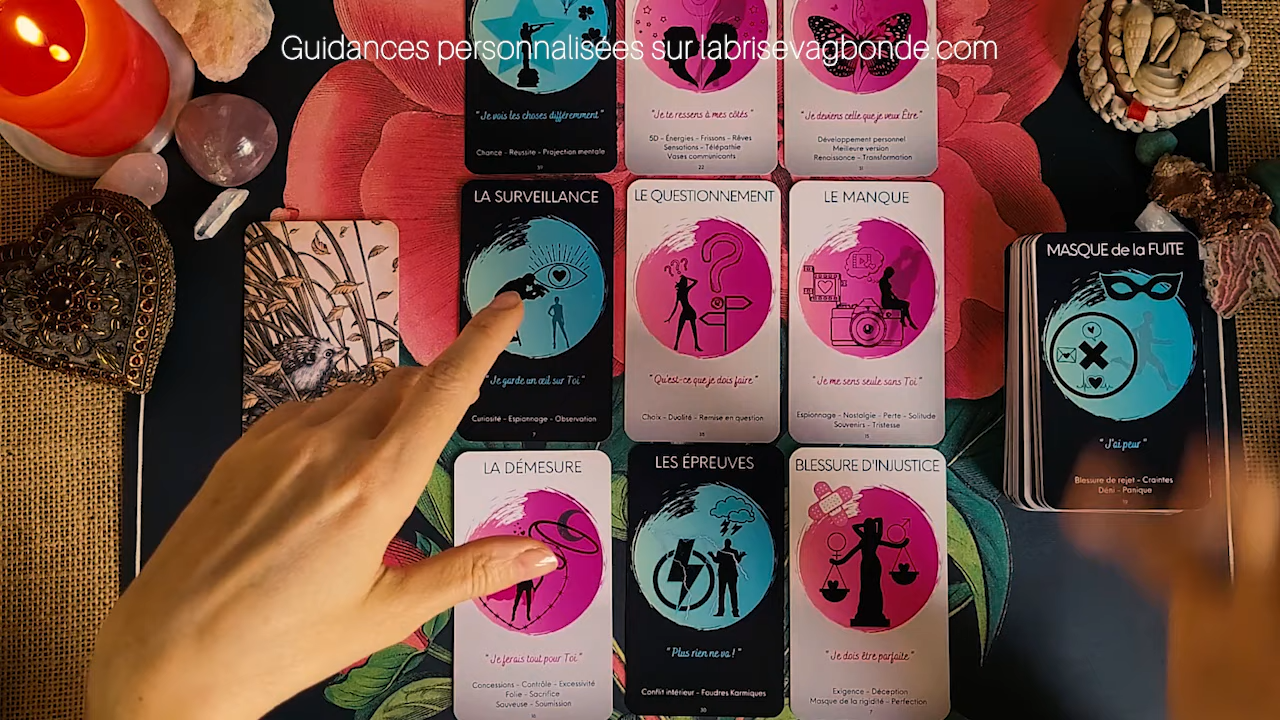 Guidances personnalisées sur labrisevagbonde.com
"Je vois les choses différemment"
Chance - Réussite - Projection mentale
"Je te ressens à mes côtés"
5D - Énergies - Frissons - Rêves
Sensations - Télépathie
Vases communicants
22
"Je deviens celle que je veux Être"
Développement personnel
Meilleure version
Renaissance - Transformation
LA SURVEILLANCE
"Je garde un œil sur Toi"
Curiosité - Espionnage - Observation
7
LE QUESTIONNEMENT
"Qu'est-ce que je dois faire"
Choix - Dualité - Remise en question
LE MANQUE
"Je me sens seule sans Toi"
Espionnage - Nostalgie - Perte - Solitude
Souvenirs - Tristesse
MASQUE de la FUITE
"J'ai peur"
Blessure de rejet - Craintes
Déni - Panique
LA DÉMESURE
"Je ferais tout pour Toi"
Concessions - Contrôle - Excessivité
Folie - Sacrifice
Sauveuse - Soumission
LES ÉPREUVES
"Plus rien ne va !"
Conflit intérieur - Foudres Karmiques
30
BLESSURE D'INJUSTICE
"Je dois être parfaite"
Exigence - Déception
Masque de la rigidité - Perfection
7